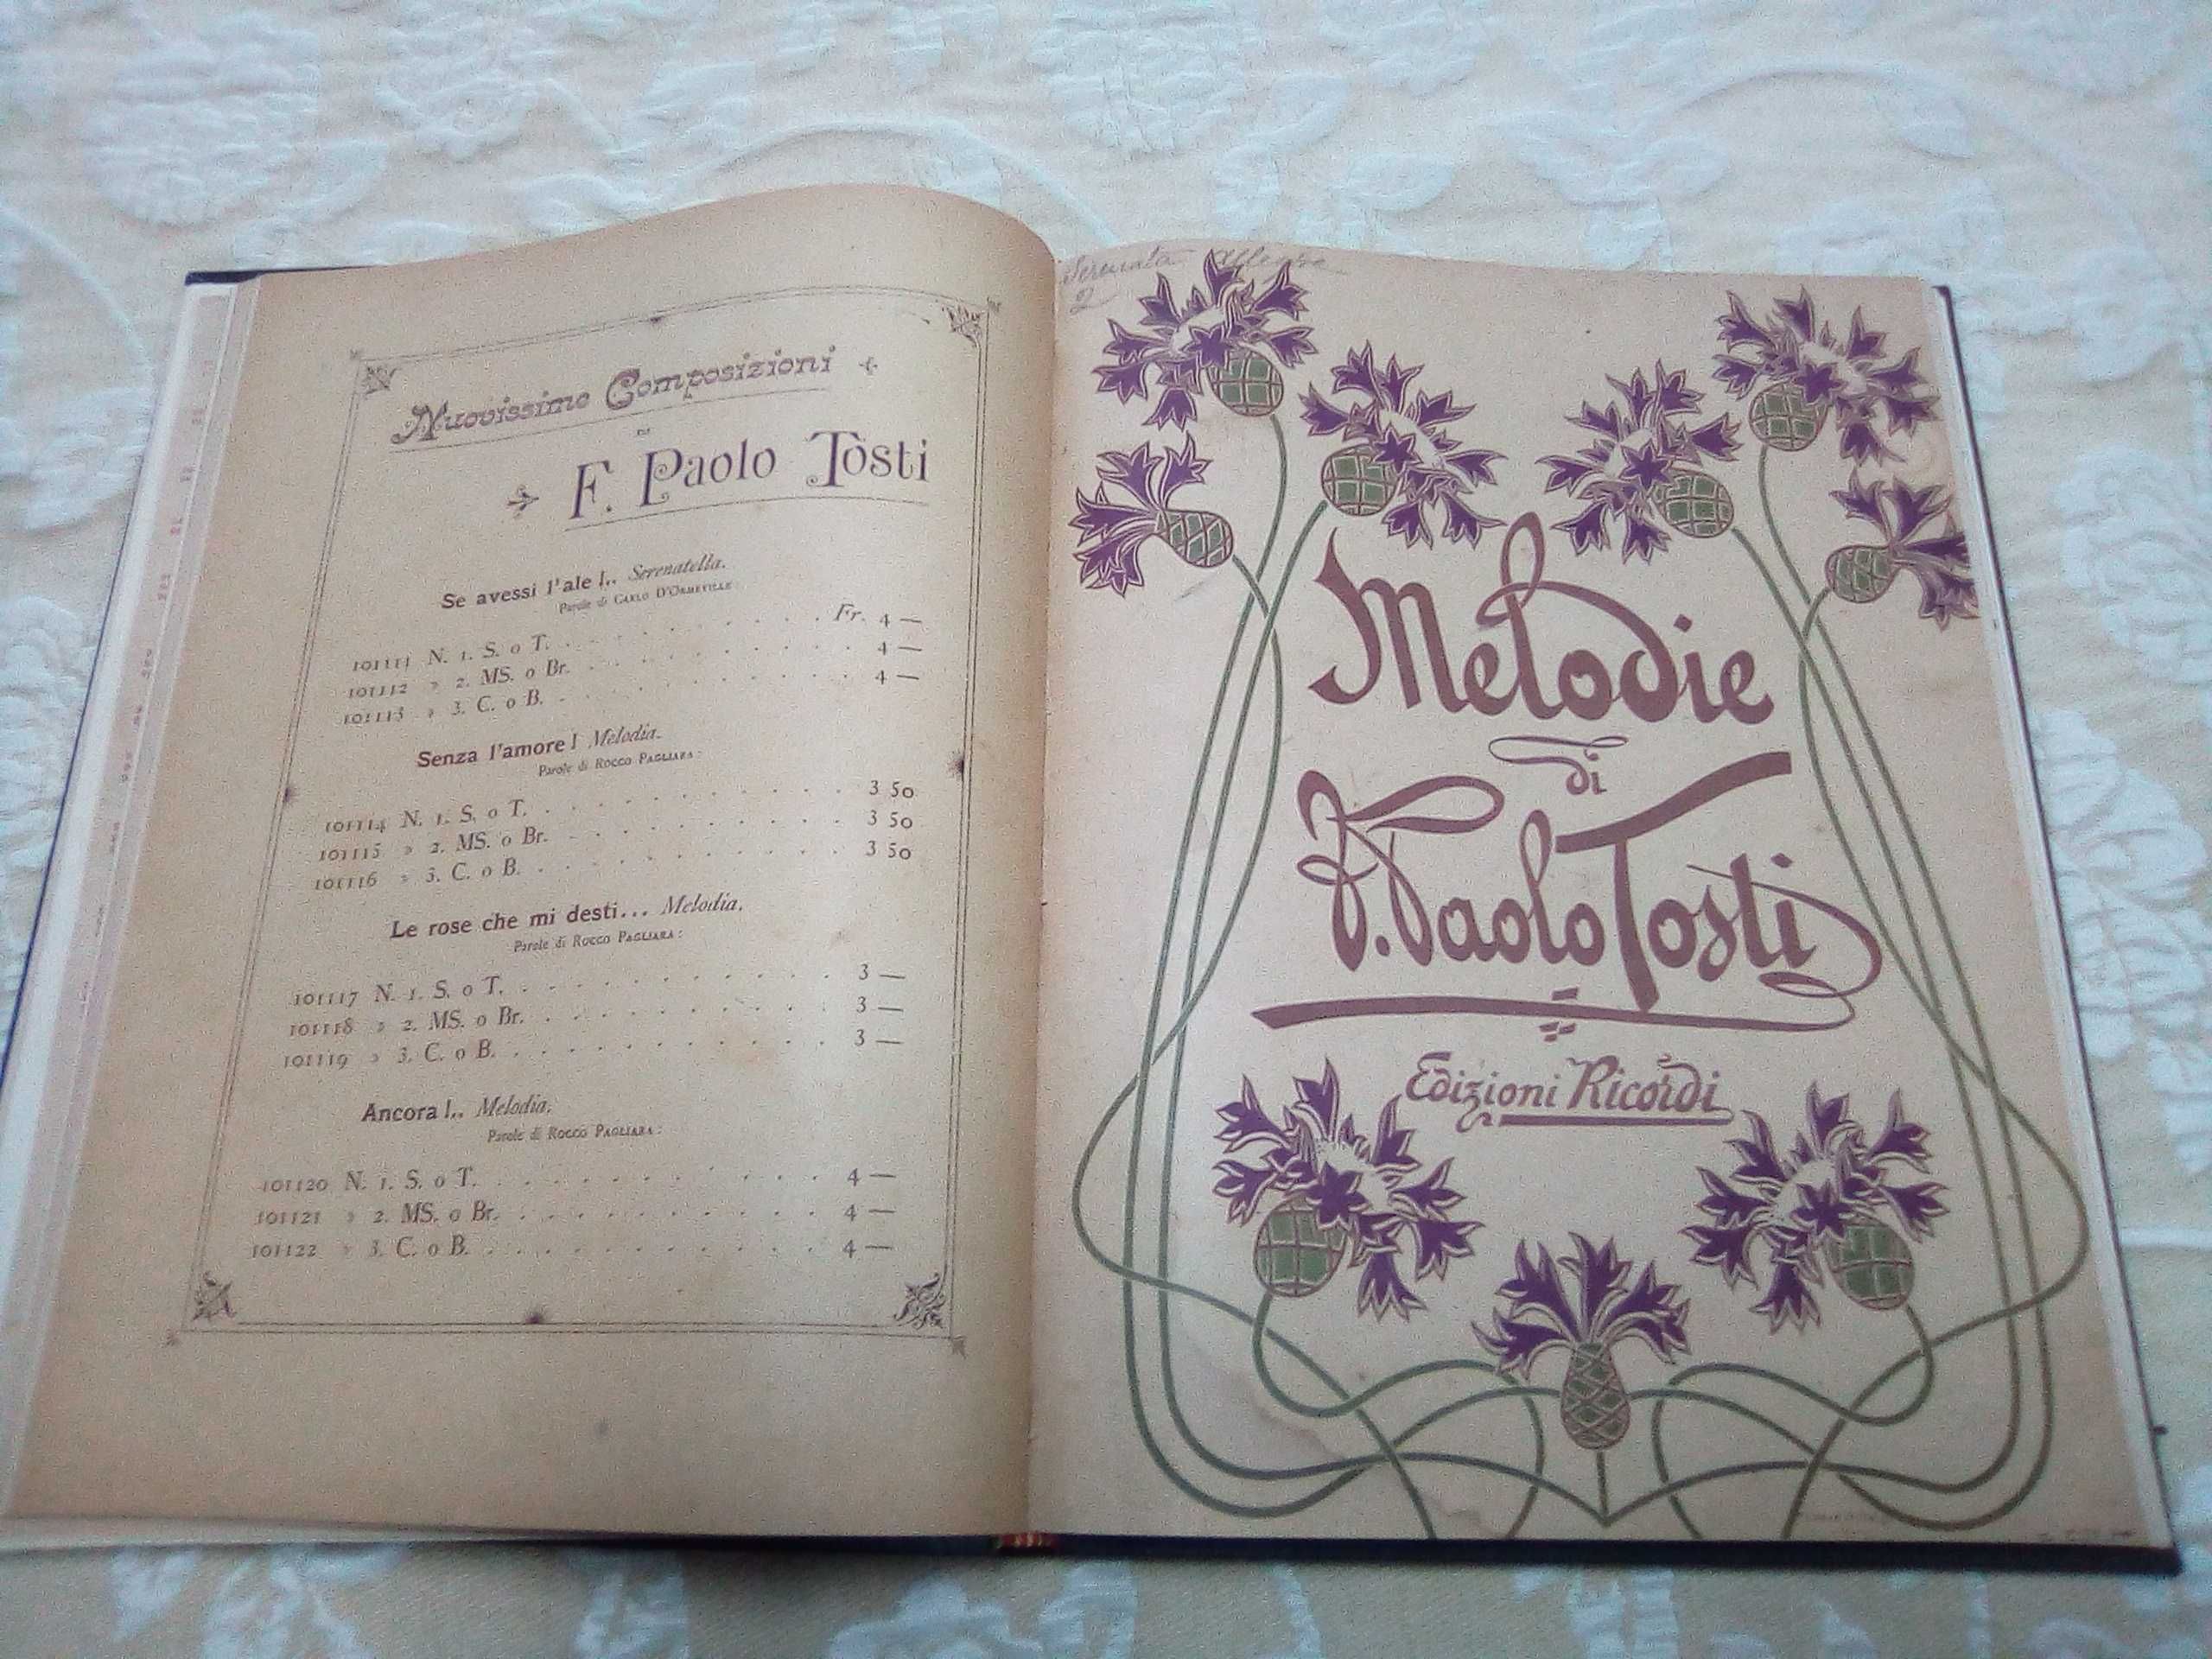 Nuovissime Composizioni
DI
F. Paolo Tosti
Se avessi l'ale!.. Serenatella.
Parole di CARLO D'ORMEVILLE:
101111 N. 1. S. o T. . . . . . . . . . Fr. 4 —
101112 » 2. MS. o Br. . . . . . . . . . 4 —
101113 » 3. C. o B. . . . . . . . . . 4 —
Senza l'amore! Melodia.
Parole di ROCCO PAGLIARA:
101114 N. 1. S. o T. . . . . . . . . . 3 50
101115 » 2. MS. o Br. . . . . . . . . . 3 50
101116 » 3. C. o B. . . . . . . . . . 3 50
Le rose che mi desti... Melodia.
Parole di ROCCO PAGLIARA:
101117 N. 1. S. o T. . . . . . . . . . 3 —
101118 » 2. MS. o Br. . . . . . . . . . 3 —
101119 » 3. C. o B. . . . . . . . . . 3 —
Ancora!.. Melodia.
Parole di ROCCO PAGLIARA:
101120 N. 1. S. o T. . . . . . . . . . 4 —
101121 » 2. MS. o Br. . . . . . . . . . 4 —
101122 » 3. C. o B. . . . . . . . . . 4 —
Serenata Allegra
Melodie
di
F. Paolo Tosti
Edizioni Ricordi